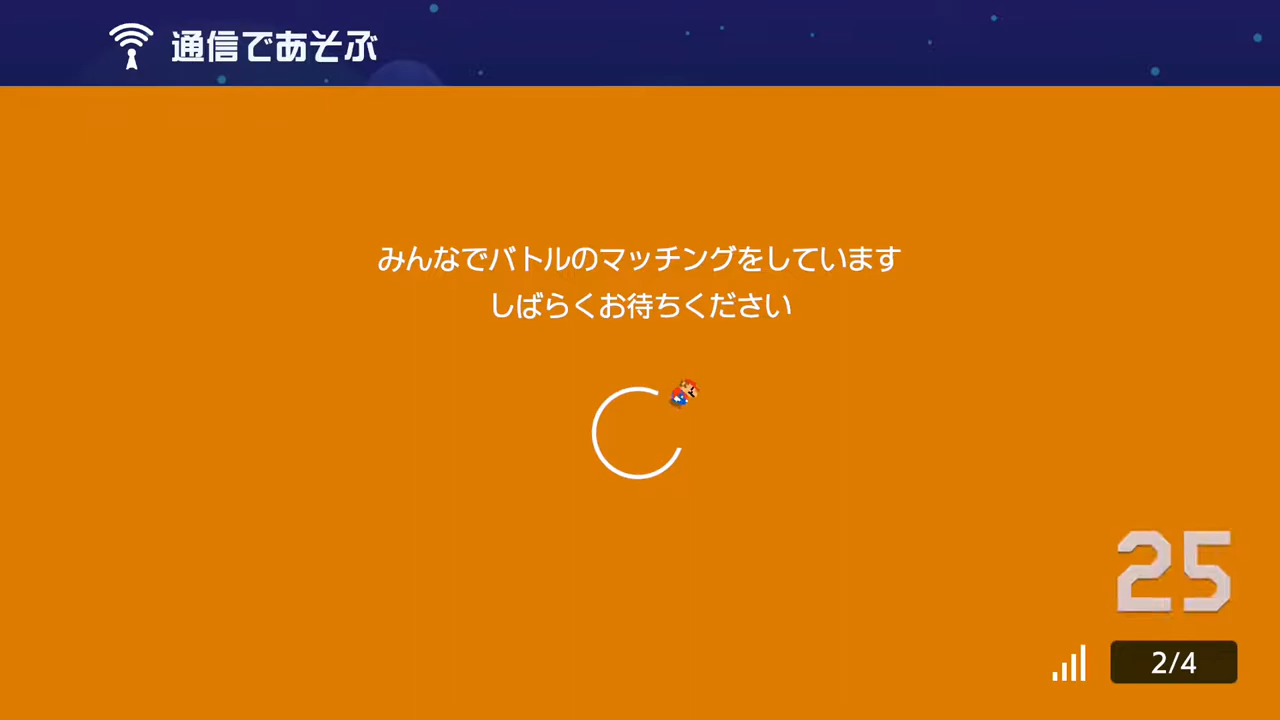 通信であそぶ
みんなでバトルのマッチングをしています
しばらくお待ちください
25
2/4